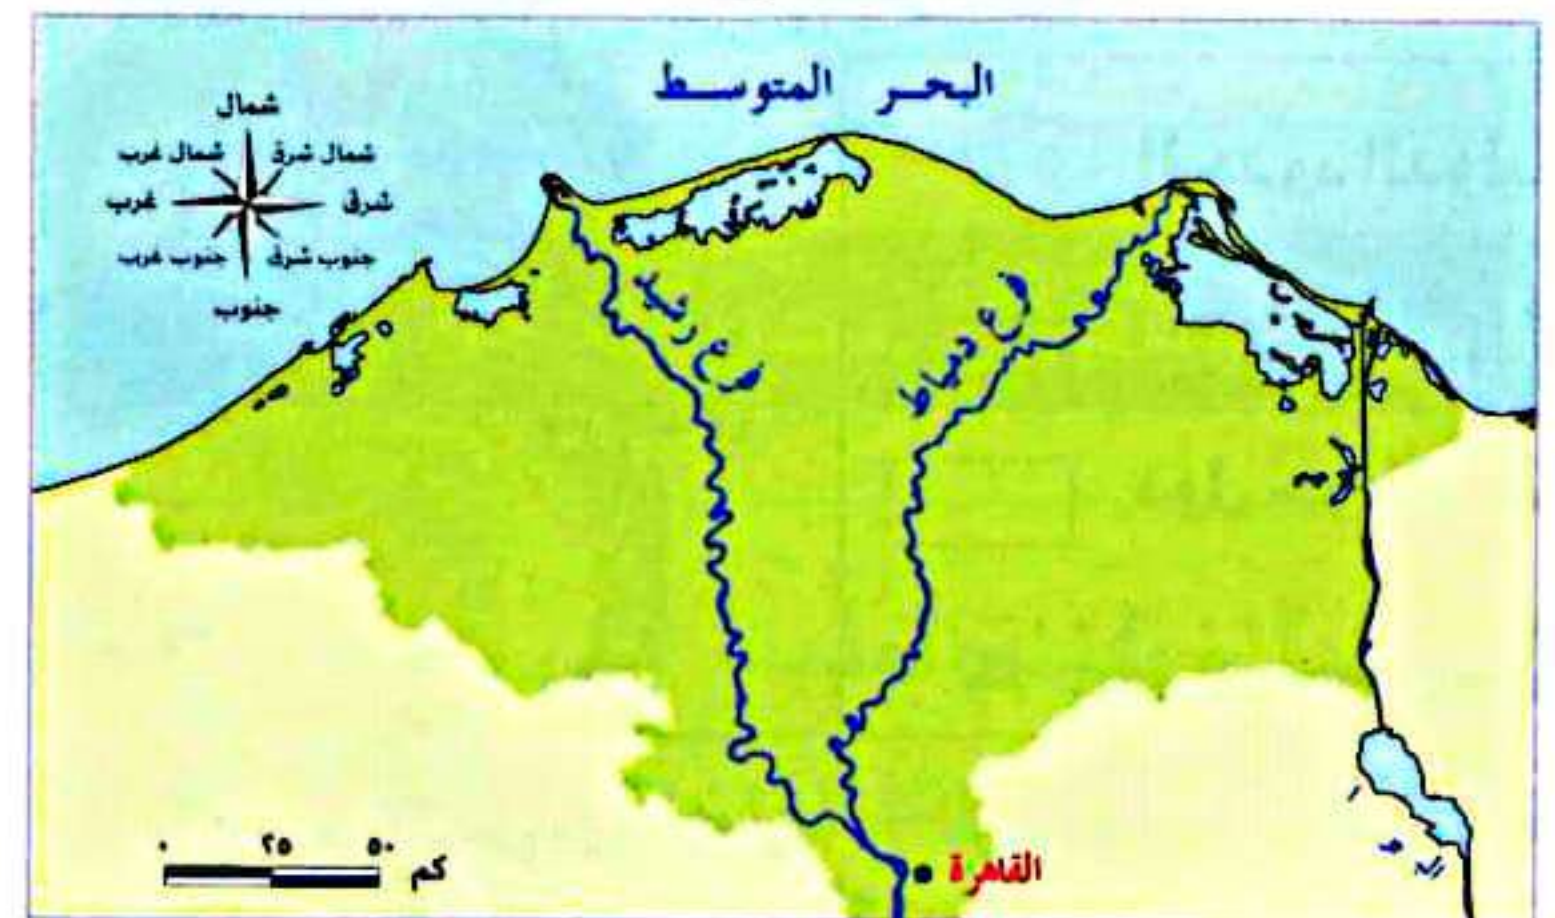 البحر المتوسط
شمال
شمال غرب
شمال شرق
غرب
شرق
جنوب غرب
جنوب شرق
جنوب
فرع رشيد
فرع دمياط
٠ ٢٥ ٥٠ كم
القاهرة